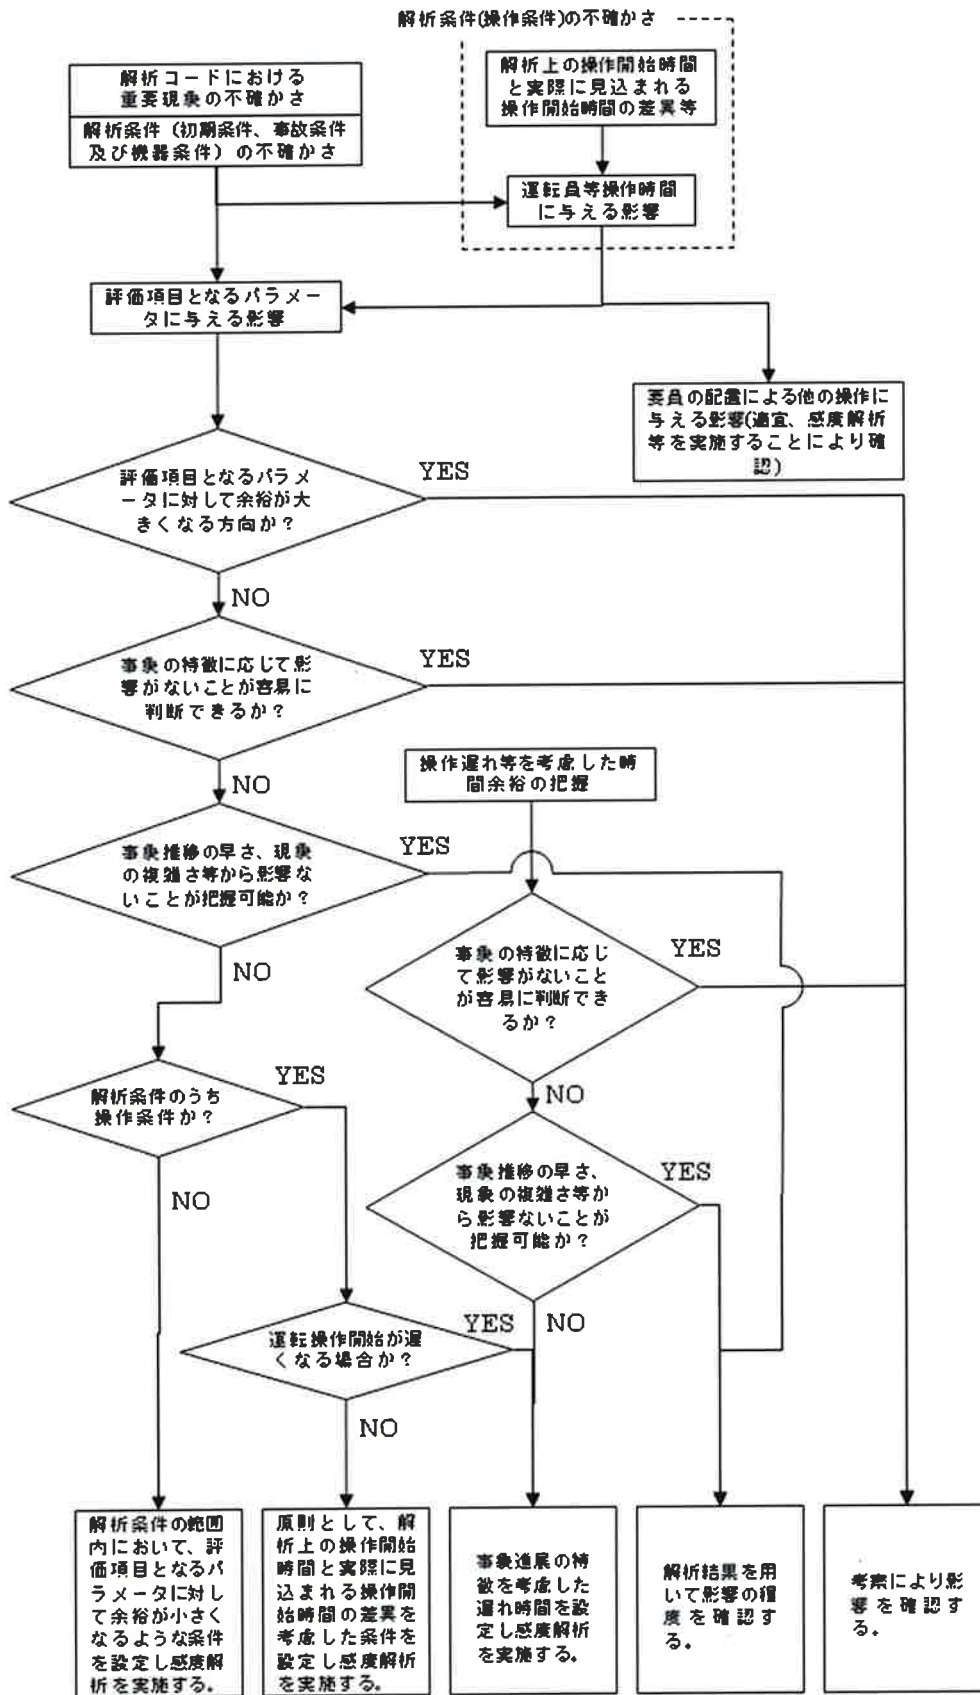 解析条件(操作条件)の不確かさ
解析上の操作開始時間
と実際に見込まれる
操作開始時間の差異等
解析コードにおける
重要現象の不確かさ
解析条件（初期条件、事故条件
及び機器条件）の不確かさ
運転員等操作時間
に与える影響
評価項目となるパラメー
タに与える影響
要員の配置による他の操作に
与える影響(適宜、感度解析
等を実施することにより確
認)
評価項目となるパラメ
ータに対して余裕が大
きくなる方向か？
YES
NO
事象の特徴に応じて影
響がないことが容易に
判断できるか？
YES
NO
操作遅れ等を考慮した時
間余裕の把握
事象推移の早さ、現象
の複雑さ等から影響な
いことが把握可能か？
YES
NO
事象の特徴に応じ
て影響がないこと
が容易に判断でき
るか？
YES
NO
解析条件のうち
操作条件か？
YES
NO
事象推移の早さ、
現象の複雑さ等か
ら影響ないことが
把握可能か？
YES
NO
運転操作開始が遅
くなる場合か？
YES
NO
解析条件の範囲
内において、評
価項目となるパ
ラメータに対し
て余裕が小さく
なるような条件
を設定し感度解
析を実施する。
原則として、解
析上の操作開始
時間と実際に見
込まれる操作開
始時間の差異を
考慮した条件を
設定し感度解析
を実施する。
事象進展の特
徴を考慮した
遅れ時間を設
定し感度解析
を実施する。
解析結果を用
いて影響の程
度を確認す
る。
考察により影
響を確認す
る。